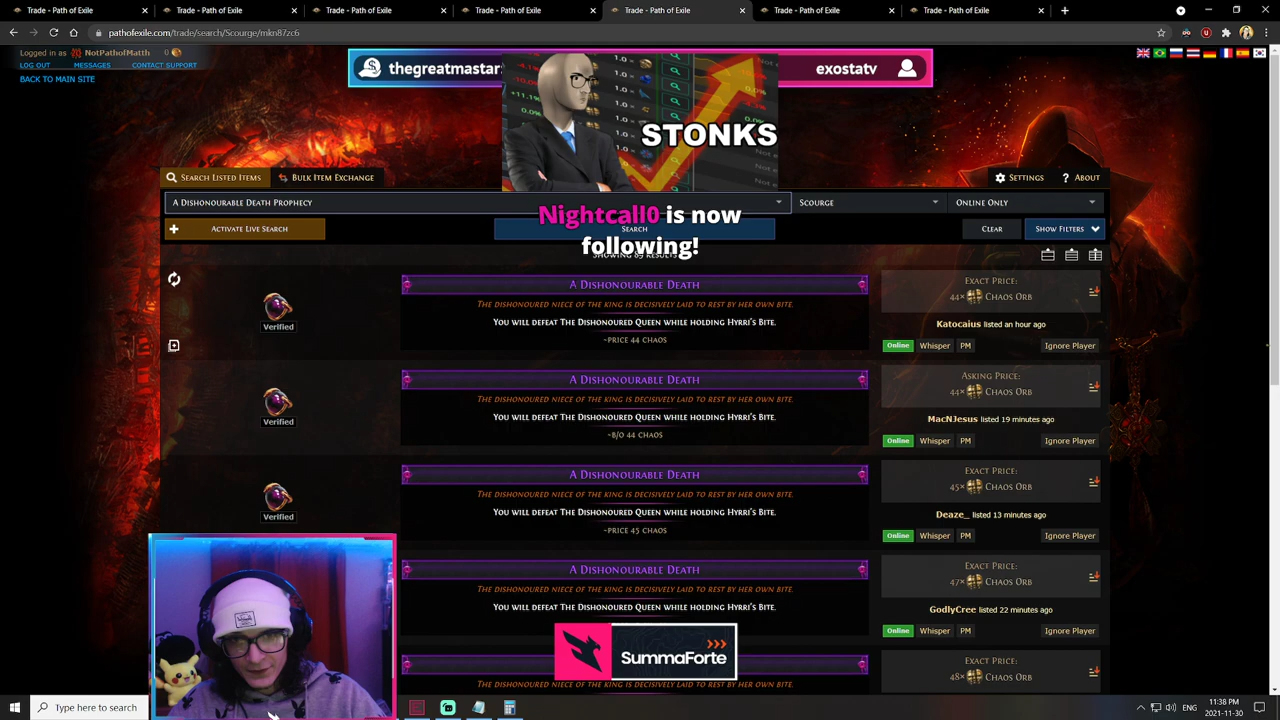 Trade - Path of Exile
Trade - Path of Exile
Trade - Path of Exile
Trade - Path of Exile
Trade - Path of Exile
Trade - Path of Exile
Trade - Path of Exile
pathofexile.com/trade/search/Scourge/mln87zc6
Logged in as NotPathofMatth 0
LOG OUT MESSAGES CONTACT SUPPORT
BACK TO MAIN SITE
thegreatmastar
exostatv
STONKS
Search Listed Items
Bulk Item Exchange
Settings
? About
A Dishonourable Death Prophecy
Scourge
Online Only
Nightcall0 is now
following!
Activate Live Search
Search
Clear
Show Filters
Showing 89 results
A Dishonourable Death
The dishonoured niece of the king is decisively laid to rest by her own bite.
You will defeat The Dishonoured Queen while holding Hyrri's Bite.
~price 44 chaos
Verified
Exact Price:
44× Chaos Orb
Katocaius listed an hour ago
Online Whisper PM Ignore Player
A Dishonourable Death
The dishonoured niece of the king is decisively laid to rest by her own bite.
You will defeat The Dishonoured Queen while holding Hyrri's Bite.
~b/o 44 chaos
Verified
Asking Price:
44× Chaos Orb
MacNJesus listed 19 minutes ago
Online Whisper PM Ignore Player
A Dishonourable Death
The dishonoured niece of the king is decisively laid to rest by her own bite.
You will defeat The Dishonoured Queen while holding Hyrri's Bite.
~price 45 chaos
Verified
Exact Price:
45× Chaos Orb
Deaze_ listed 13 minutes ago
Online Whisper PM Ignore Player
A Dishonourable Death
The dishonoured niece of the king is decisively laid to rest by her own bite.
You will defeat The Dishonoured Queen while holding Hyrri's Bite.
Exact Price:
47× Chaos Orb
GodlyCree listed 22 minutes ago
Online Whisper PM Ignore Player
SummaForte
The dishonoured niece of the king is decisively laid to rest by her own bite.
Exact Price:
48× Chaos Orb
Type here to search
ENG
11:38 PM
2021-11-30